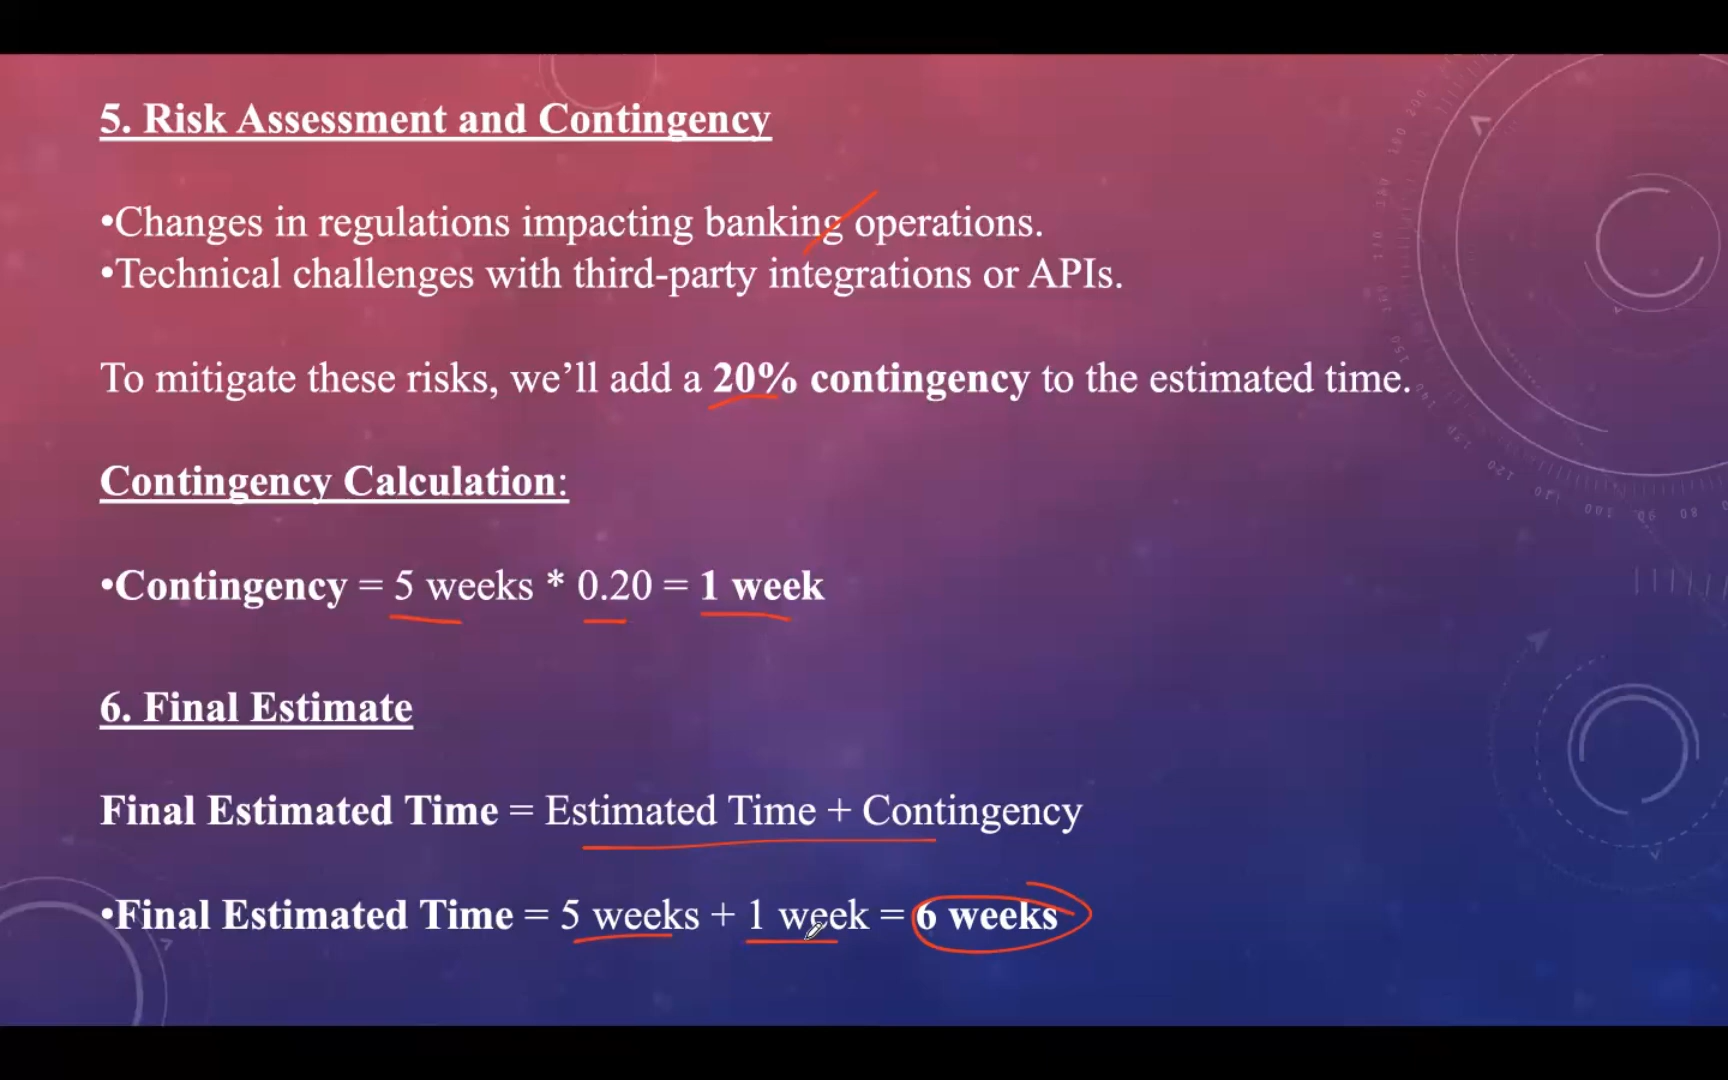 5. Risk Assessment and Contingency
•Changes in regulations impacting banking operations.
•Technical challenges with third-party integrations or APIs.
To mitigate these risks, we’ll add a 20% contingency to the estimated time.
Contingency Calculation:
•Contingency = 5 weeks * 0.20 = 1 week
6. Final Estimate
Final Estimated Time = Estimated Time + Contingency
•Final Estimated Time = 5 weeks + 1 week = 6 weeks